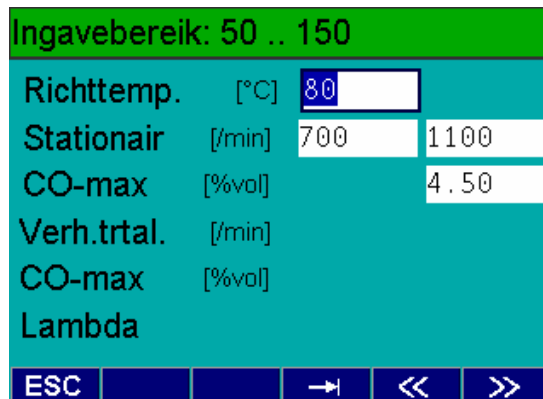 Ingavebereik: 50 .. 150
Richttemp. [°C] 80
Stationair [/min] 700 1100
CO-max [%vol] 4.50
Verh.trtal. [/min]
CO-max [%vol]
Lambda
ESC → << >>